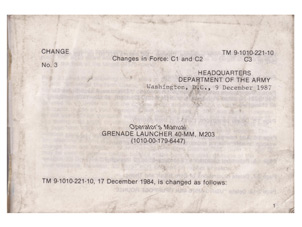 CHANGE
No. 3
Changes in Force: C1 and C2
TM 9-1010-221-10
C3
HEADQUARTERS
DEPARTMENT OF THE ARMY
Washington, D.C., 9 December 1987
Operator's Manual
GRENADE LAUNCHER 40-MM, M203
(1010-00-179-6447)
TM 9-1010-221-10, 17 December 1984, is changed as follows:
1